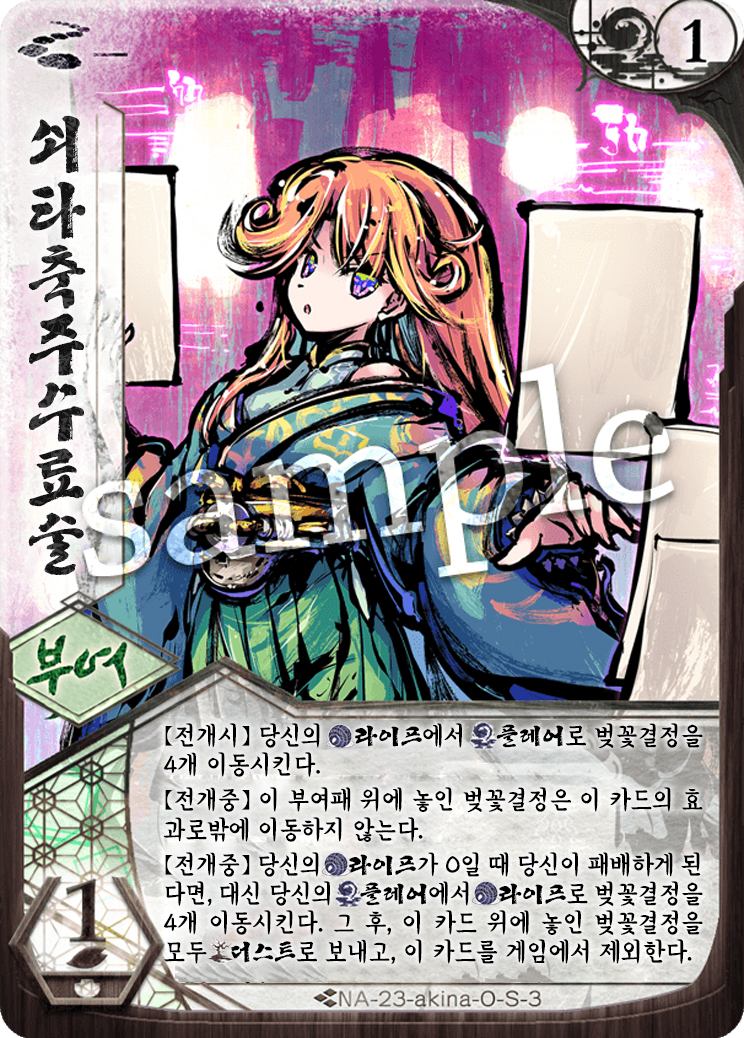 1
쇠타축주수료술
sample
부여
【전개시】 당신의 라이프에서 플레어로 벚꽃결정을
4개 이동시킨다.
【전개중】 이 부여패 위에 놓인 벚꽃결정은 이 카드의 효
과로밖에 이동하지 않는다.
【전개중】 당신의 라이프가 0일 때 당신이 패배하게 된
다면, 대신 당신의 플레어에서 라이프로 벚꽃결정을
4개 이동시킨다. 그 후, 이 카드 위에 놓인 벚꽃결정을
모두 더스트로 보내고, 이 카드를 게임에서 제외한다.
1
NA-23-akina-O-S-3